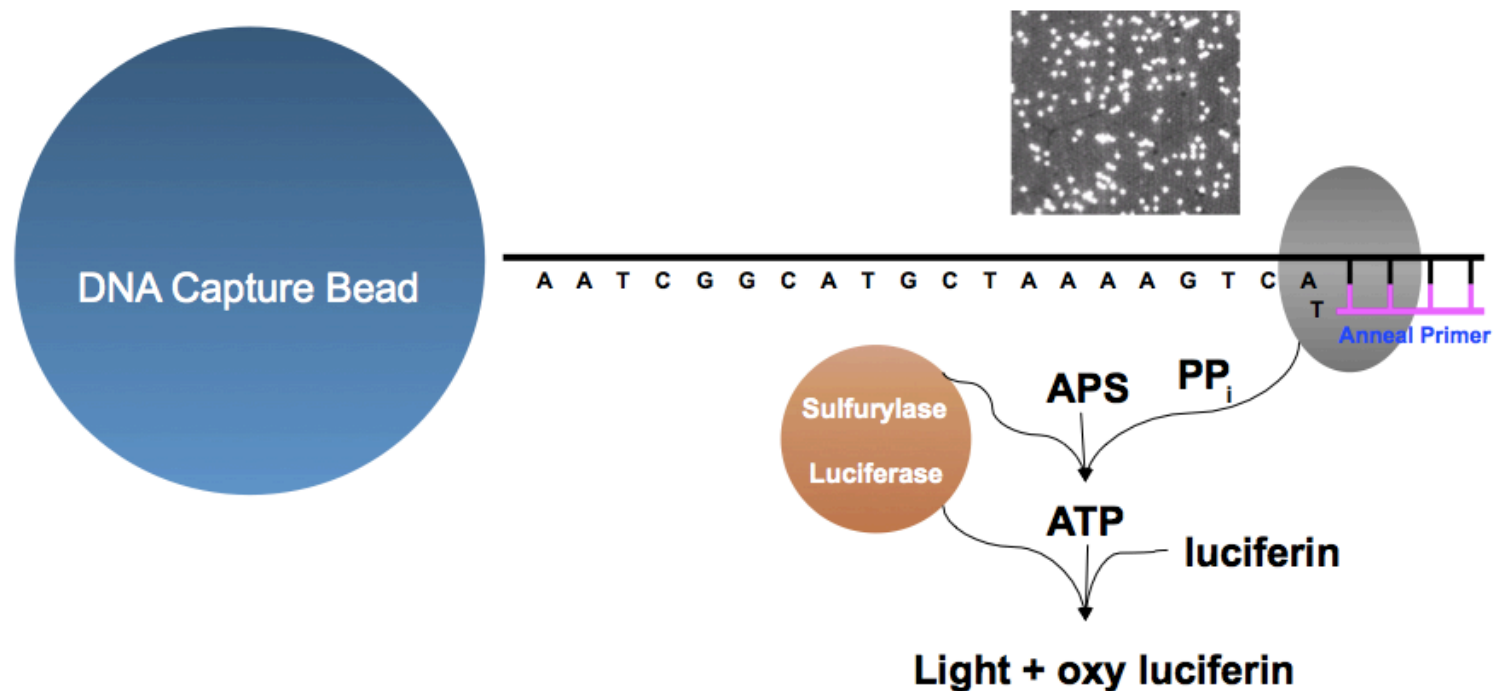 DNA Capture Bead
A A T C G G C A T G C T A A A A G T C A
T
Anneal Primer
Sulfurylase
Luciferase
APS
PPi
ATP
luciferin
Light + oxy luciferin